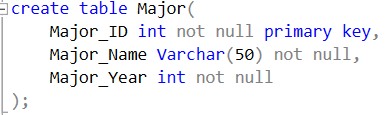 create table Major(
Major_ID int not null primary key,
Major_Name Varchar(50) not null,
Major_Year int not null
);